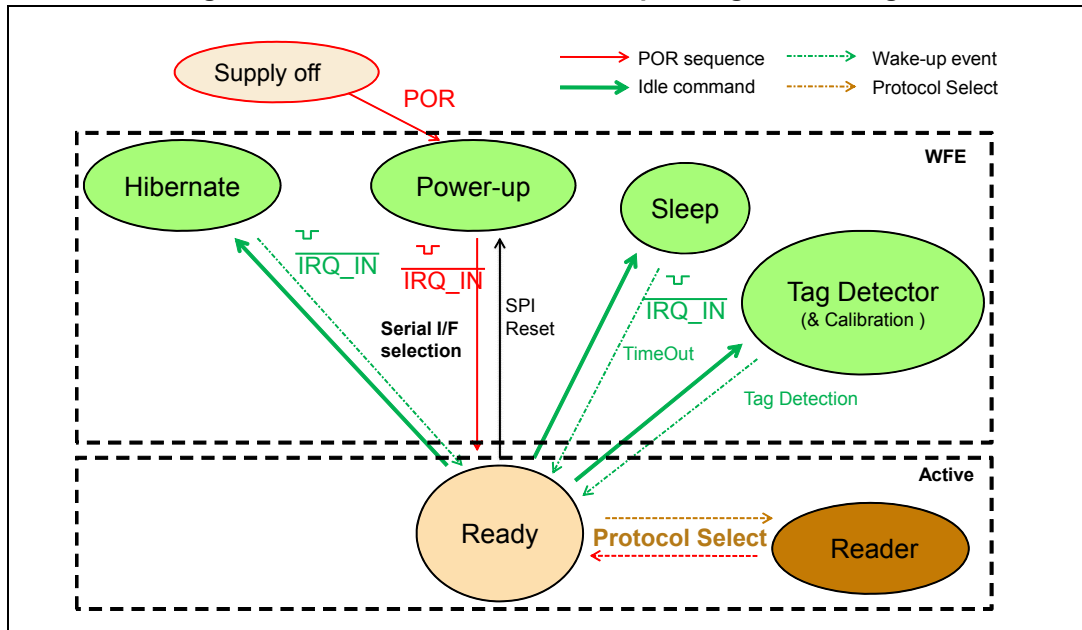 Supply off
POR
POR sequence
Wake-up event
Idle command
Protocol Select
WFE
Hibernate
Power-up
Sleep
Tag Detector
(& Calibration )
IRQ_IN
IRQ_IN
IRQ_IN
Serial I/F
selection
SPI
Reset
TimeOut
Tag Detection
Active
Ready
Protocol Select
Reader